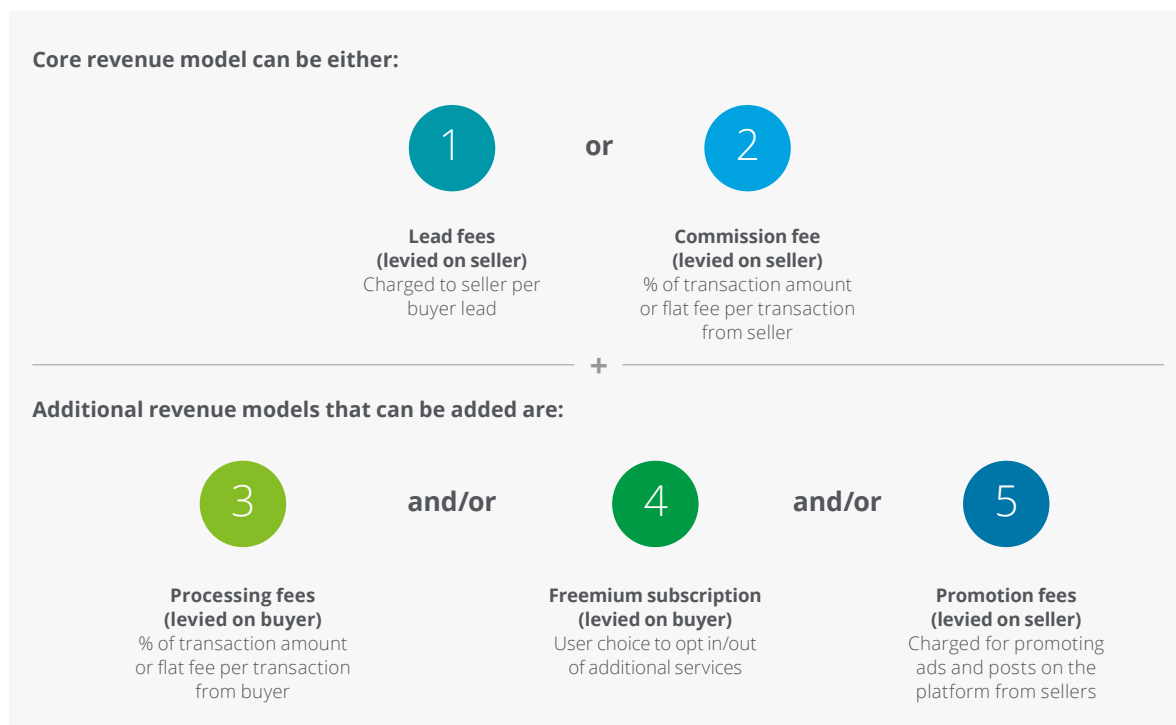 Core revenue model can be either:
1
or
2
Lead fees
(levied on seller)
Charged to seller per
buyer lead
Commission fee
(levied on seller)
% of transaction amount
or flat fee per transaction
from seller
+
Additional revenue models that can be added are:
3
and/or
4
and/or
5
Processing fees
(levied on buyer)
% of transaction amount
or flat fee per transaction
from buyer
Freemium subscription
(levied on buyer)
User choice to opt in/out
of additional services
Promotion fees
(levied on seller)
Charged for promoting
ads and posts on the
platform from sellers